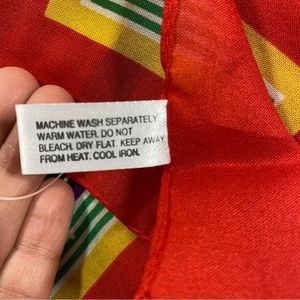 MACHINE WASH SEPARATELY
WARM WATER. DO NOT
BLEACH. DRY FLAT. KEEP AWAY
FROM HEAT. COOL IRON.